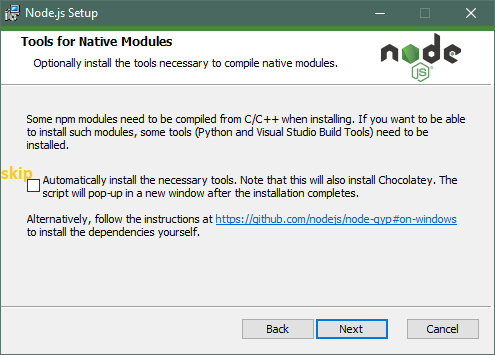 Node.js Setup
Tools for Native Modules
Optionally install the tools necessary to compile native modules.
node
JS
Some npm modules need to be compiled from C/C++ when installing. If you want to be able
to install such modules, some tools (Python and Visual Studio Build Tools) need to be
installed.
skip
Automatically install the necessary tools. Note that this will also install Chocolatey. The
script will pop-up in a new window after the installation completes.
Alternatively, follow the instructions at https://github.com/nodejs/node-gyp#on-windows
to install the dependencies yourself.
Back
Next
Cancel